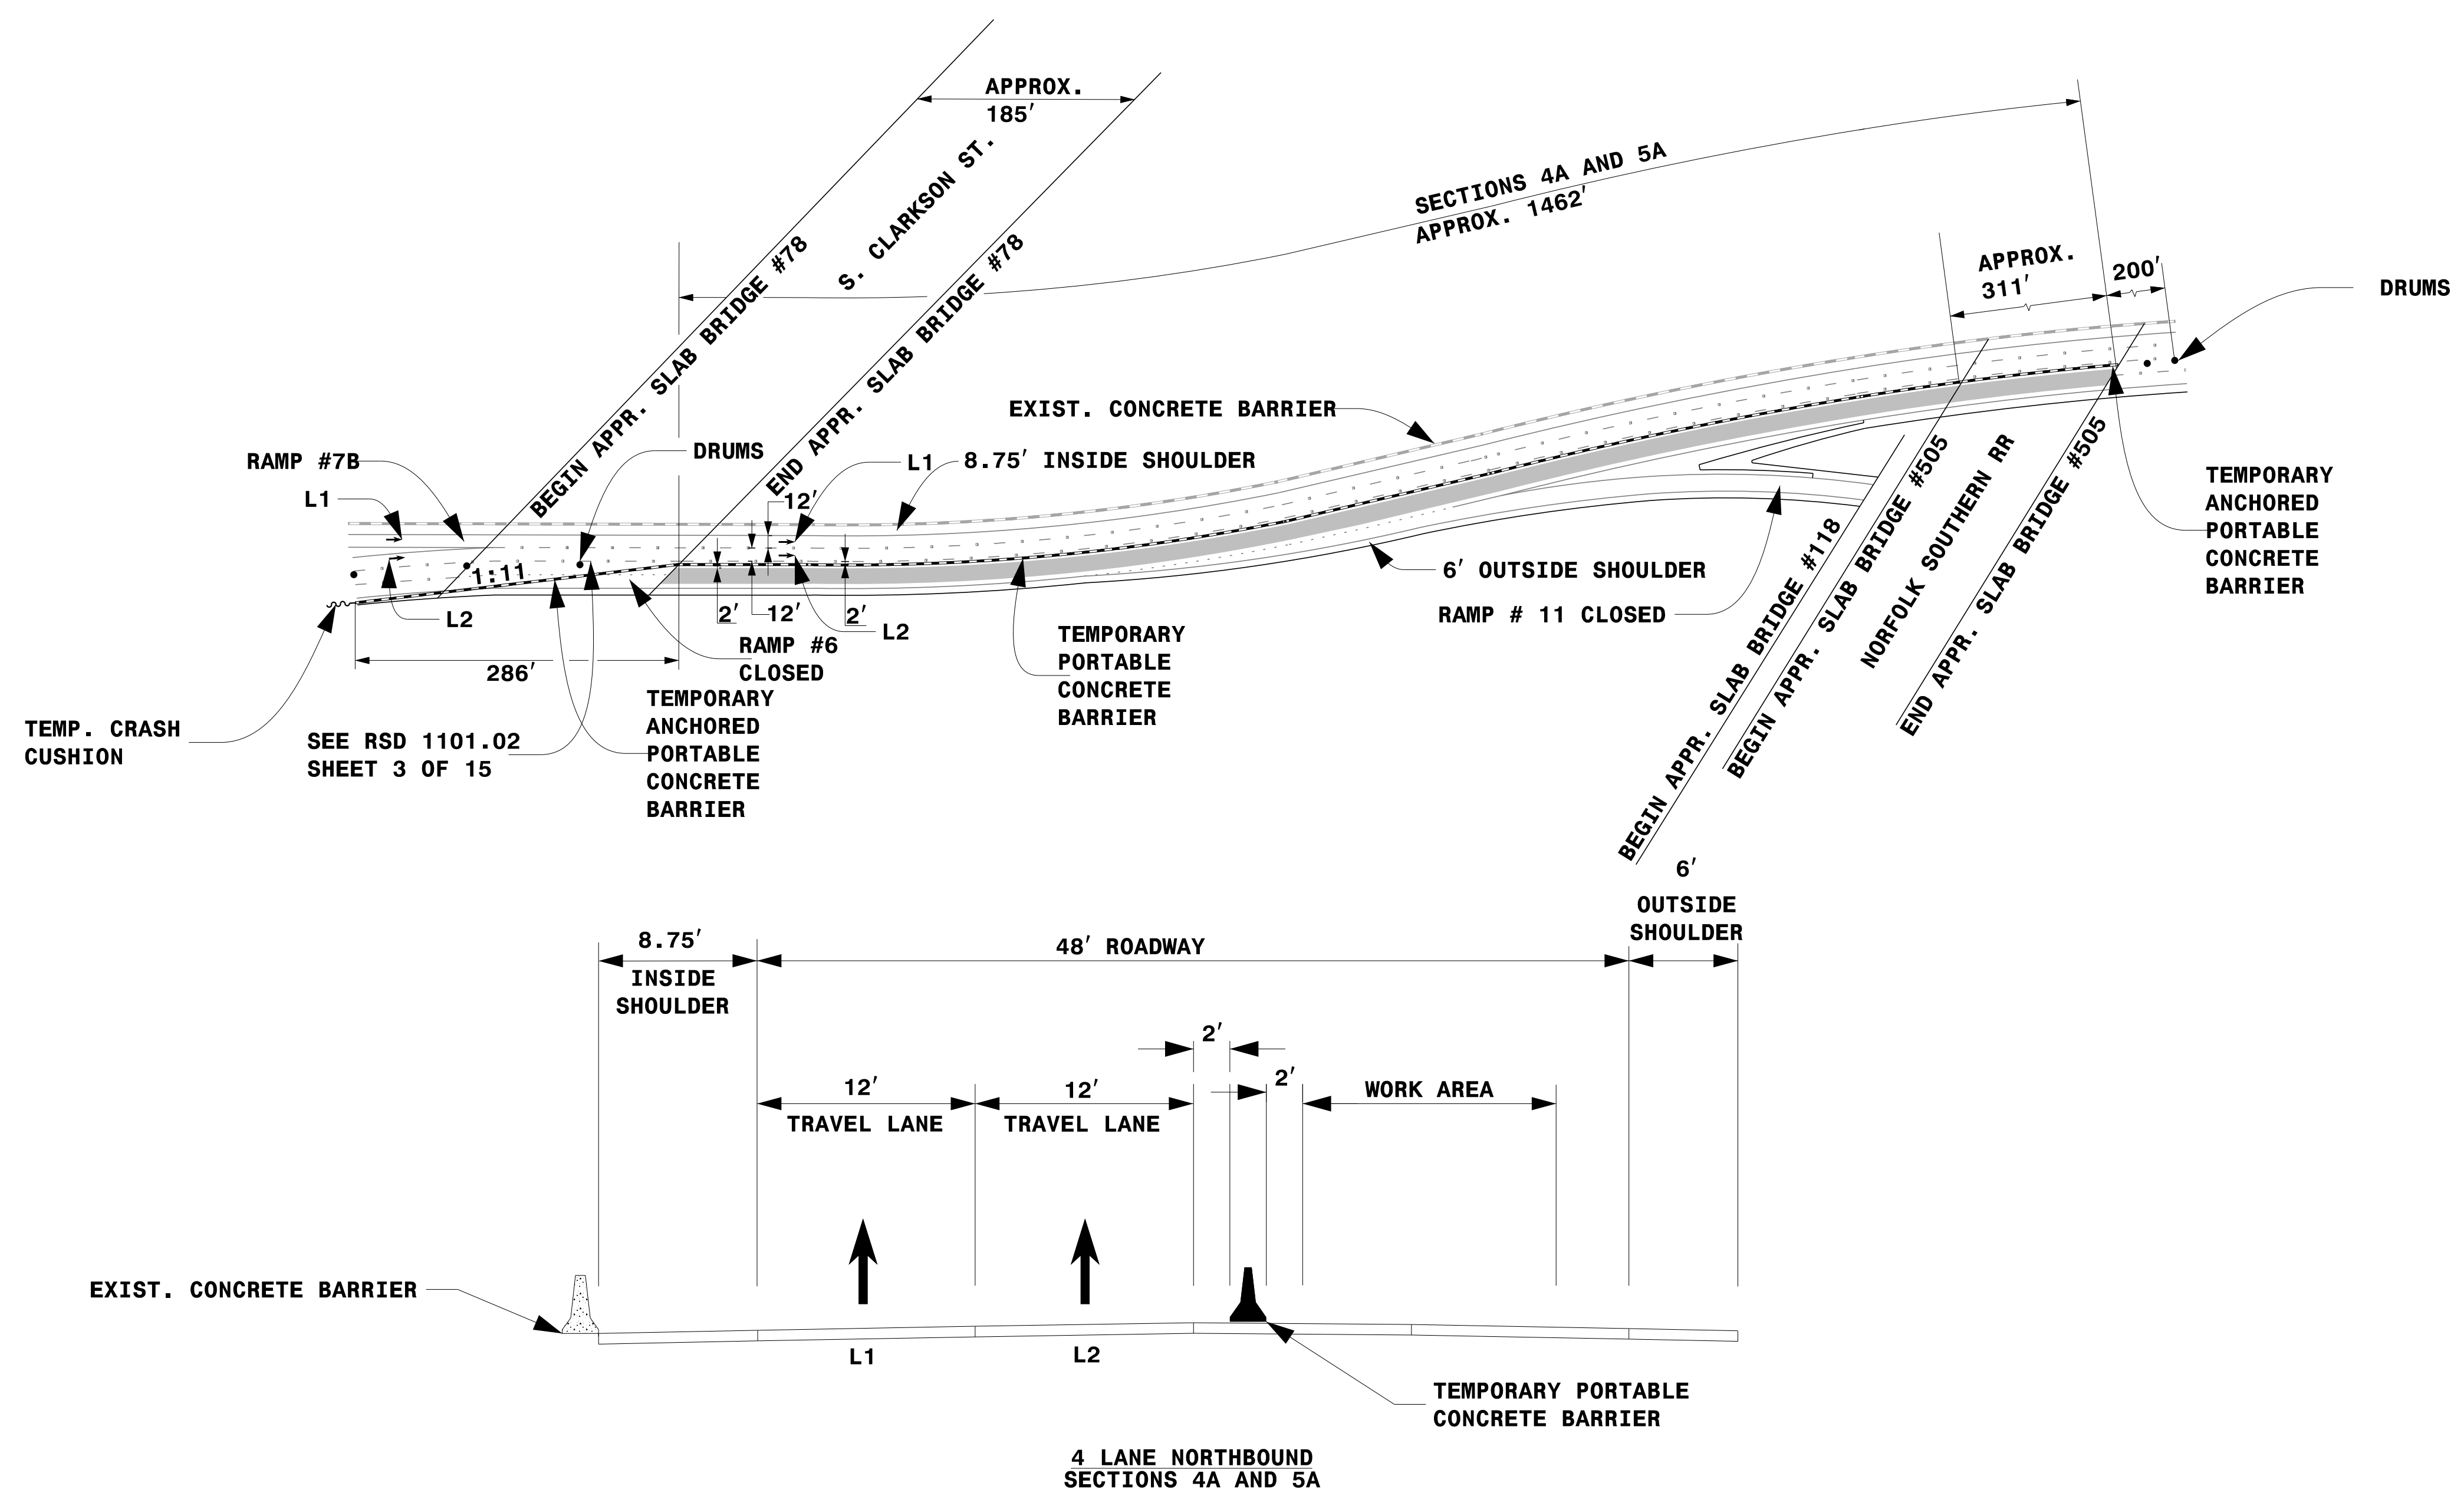 APPROX.
185′
S. CLARKSON ST.
BEGIN APPR. SLAB BRIDGE #78
END APPR. SLAB BRIDGE #78
SECTIONS 4A AND 5A
APPROX. 1462′
APPROX.
311′
200′
DRUMS
EXIST. CONCRETE BARRIER
RAMP #7B
DRUMS
L1
8.75′ INSIDE SHOULDER
L1
12′
1:11
L2
2′
12′
2′
L2
RAMP #6
CLOSED
286′
6′ OUTSIDE SHOULDER
RAMP # 11 CLOSED
BEGIN APPR. SLAB BRIDGE #118
BEGIN APPR. SLAB BRIDGE #505
NORFOLK SOUTHERN RR
END APPR. SLAB BRIDGE #505
TEMPORARY
ANCHORED
PORTABLE
CONCRETE
BARRIER
TEMPORARY
PORTABLE
CONCRETE
BARRIER
TEMPORARY
ANCHORED
PORTABLE
CONCRETE
BARRIER
TEMP. CRASH
CUSHION
SEE RSD 1101.02
SHEET 3 OF 15
8.75′
INSIDE
SHOULDER
48′ ROADWAY
6′
OUTSIDE
SHOULDER
2′
2′
12′
TRAVEL LANE
12′
TRAVEL LANE
WORK AREA
EXIST. CONCRETE BARRIER
L1
L2
TEMPORARY PORTABLE
CONCRETE BARRIER
4 LANE NORTHBOUND
SECTIONS 4A AND 5A